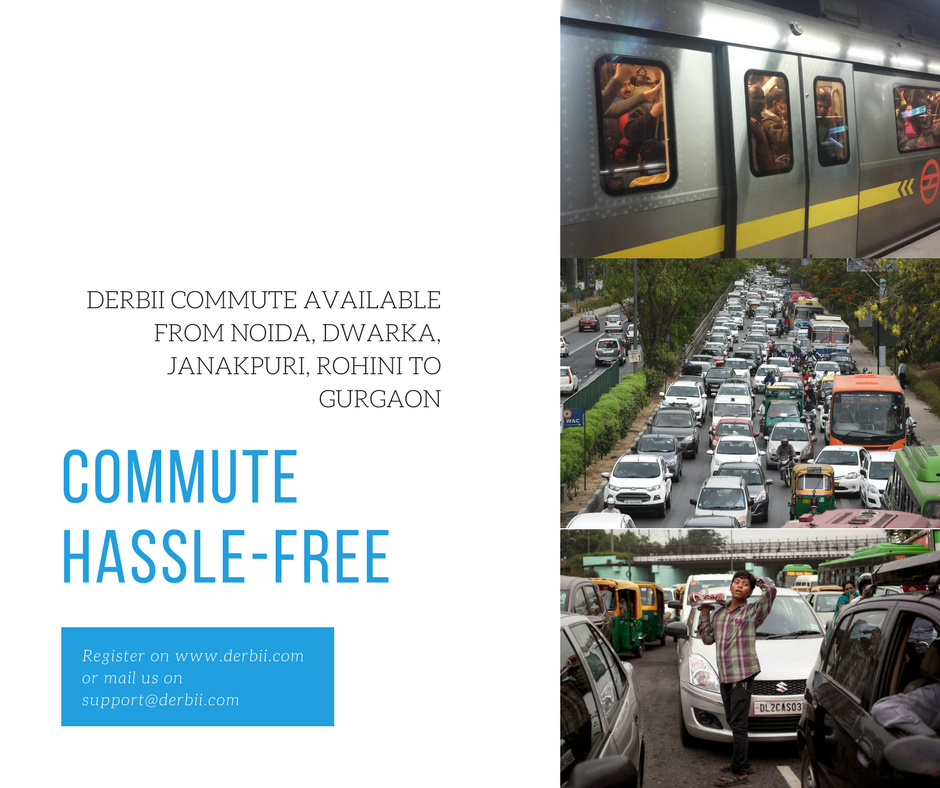 DERBII COMMUTE AVAILABLE
FROM NOIDA, DWARKA,
JANAKPURI, ROHINI TO
GURGAON
COMMUTE
HASSLE-FREE
Register on www.derbii.com
or mail us on
support@derbii.com
WAC
DL2CAS03